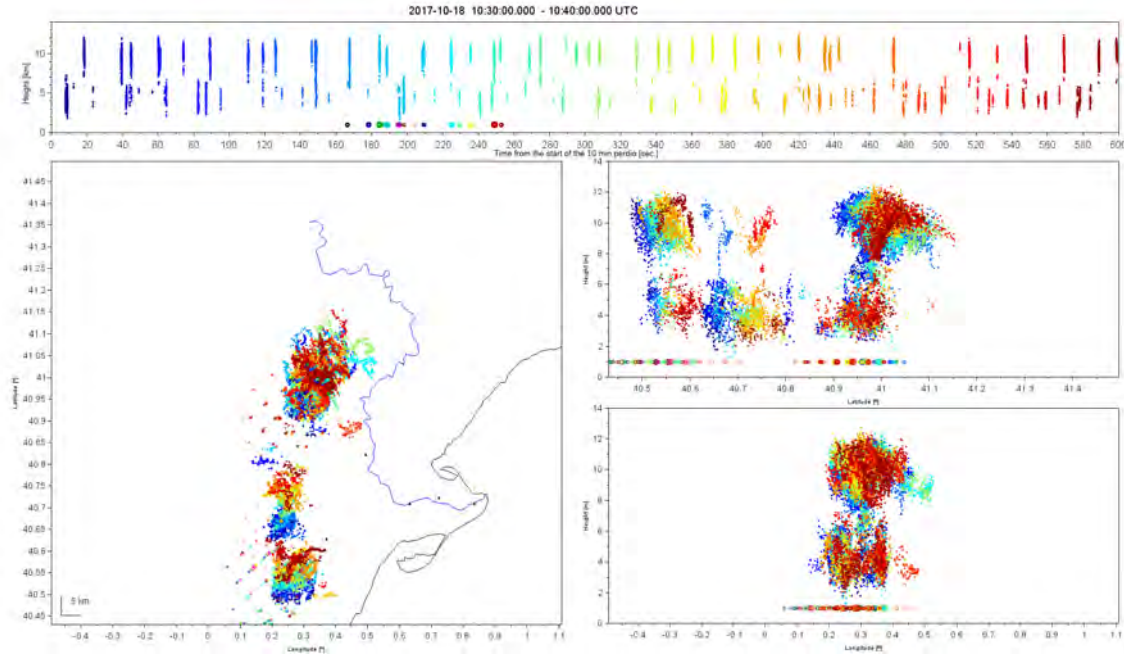 2017-10-18 10:30:00.000 - 10:40:00.000 UTC
Height [km]
10
5
0
0 20 40 60 80 100 120 140 160 180 200 220 240 260 280 300 320 340 360 380 400 420 440 460 480 500 520 540 560 580 600
Time from the start of the 10 min perdio [sec.]
Latitude [º]
41.45
41.4
41.35
41.3
41.25
41.2
41.15
41.1
41.05
41
40.95
40.9
40.85
40.8
40.75
40.7
40.65
40.6
40.55
40.5
40.45
5 km
-0.4 -0.3 -0.2 -0.1 0 0.1 0.2 0.3 0.4 0.5 0.6 0.7 0.8 0.9 1 1.1
Longitude [º]
Height [m]
14
12
10
8
6
4
2
0
40.5 40.6 40.7 40.8 40.9 41 41.1 41.2 41.3 41.4
Latitude [º]
Height [m]
14
12
10
8
6
4
2
0
-0.4 -0.3 -0.2 -0.1 0 0.1 0.2 0.3 0.4 0.5 0.6 0.7 0.8 0.9 1 1.1
Longitude [º]